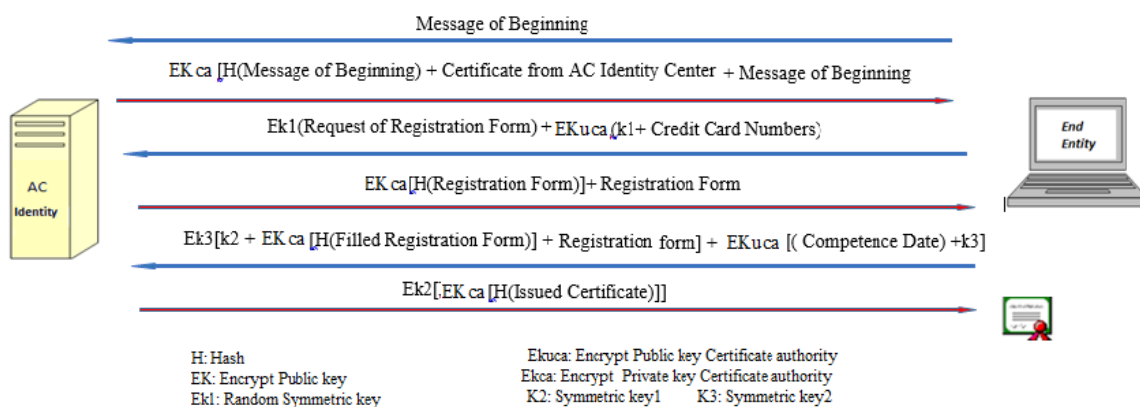 Message of Beginning
EK ca [H(Message of Beginning) + Certificate from AC Identity Center + Message of Beginning
Ek1(Request of Registration Form) + EKuca (k1+ Credit Card Numbers)
AC
Identity
End
Entity
EK ca[H(Registration Form)]+ Registration Form
Ek3[k2 + EK ca [H(Filled Registration Form)] + Registration form] + EKuca [( Competence Date) +k3]
Ek2[.EK ca[H(Issued Certificate)]]
H: Hash
Ekuca: Encrypt Public key Certificate authority
EK: Encrypt Public key
Ekca: Encrypt Private key Certificate authority
Ek1: Random Symmetric key
K2: Symmetric key1 K3: Symmetric key2